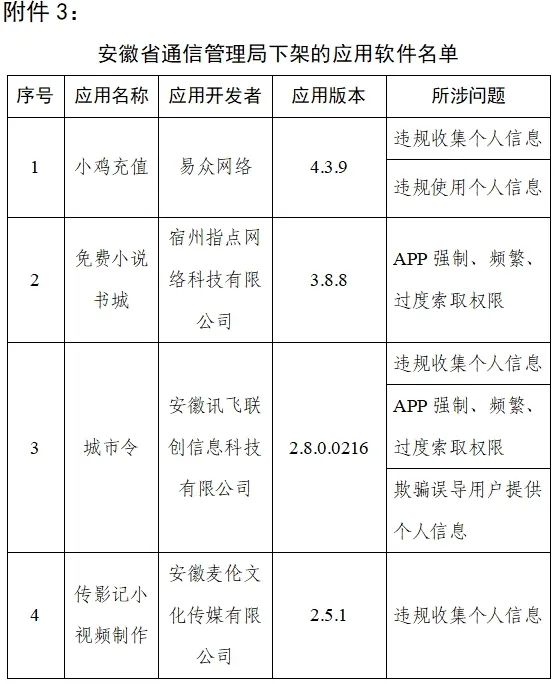 附件 3：
安徽省通信管理局下架的应用软件名单
序号 应用名称 应用开发者 应用版本 所涉问题
1 小鸡充值 易众网络 4.3.9 违规收集个人信息
违规使用个人信息
2 免费小说
书城 宿州指点网
络科技有限
公司 3.8.8 APP 强制、频繁、
过度索取权限
3 城市令 安徽讯飞联
创信息科技
有限公司 2.8.0.0216 违规收集个人信息
APP 强制、频繁、
过度索取权限
欺骗误导用户提供
个人信息
4 传影记小
视频制作 安徽麦伦文
化传媒有限
公司 2.5.1 违规收集个人信息